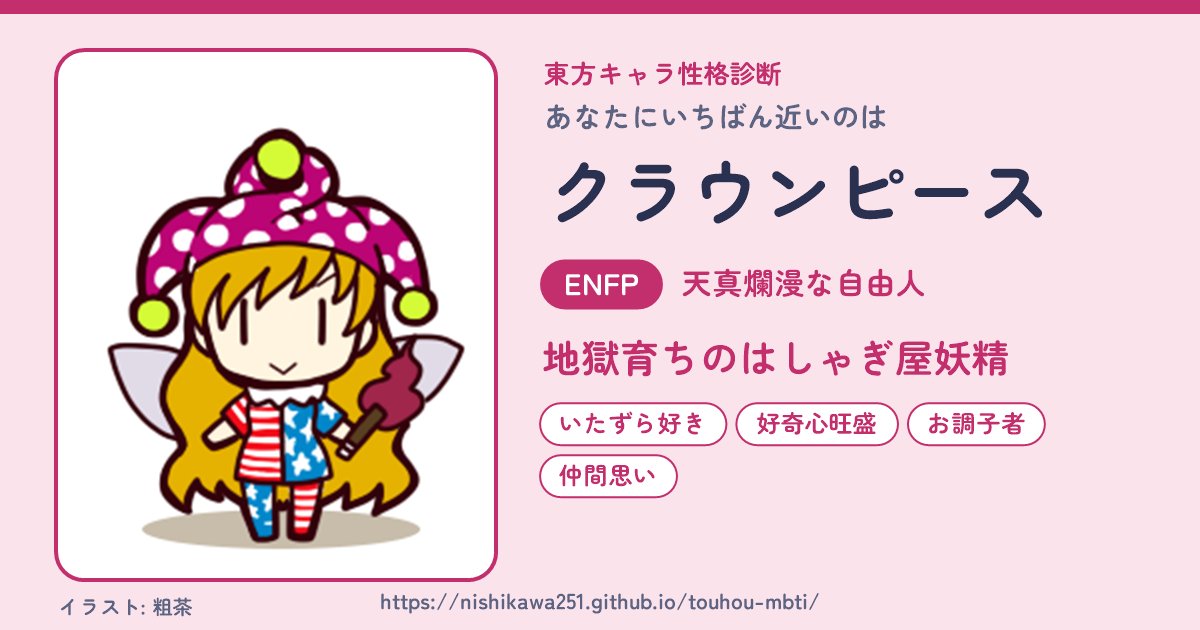 東方キャラ性格診断
あなたにいちばん近いのは
クラウンピース
ENFP 天真爛漫な自由人
地獄育ちのはしゃぎ屋妖精
いたずら好き 好奇心旺盛 お調子者
仲間思い
イラスト: 粗茶
https://nishikawa251.github.io/touhou-mbti/